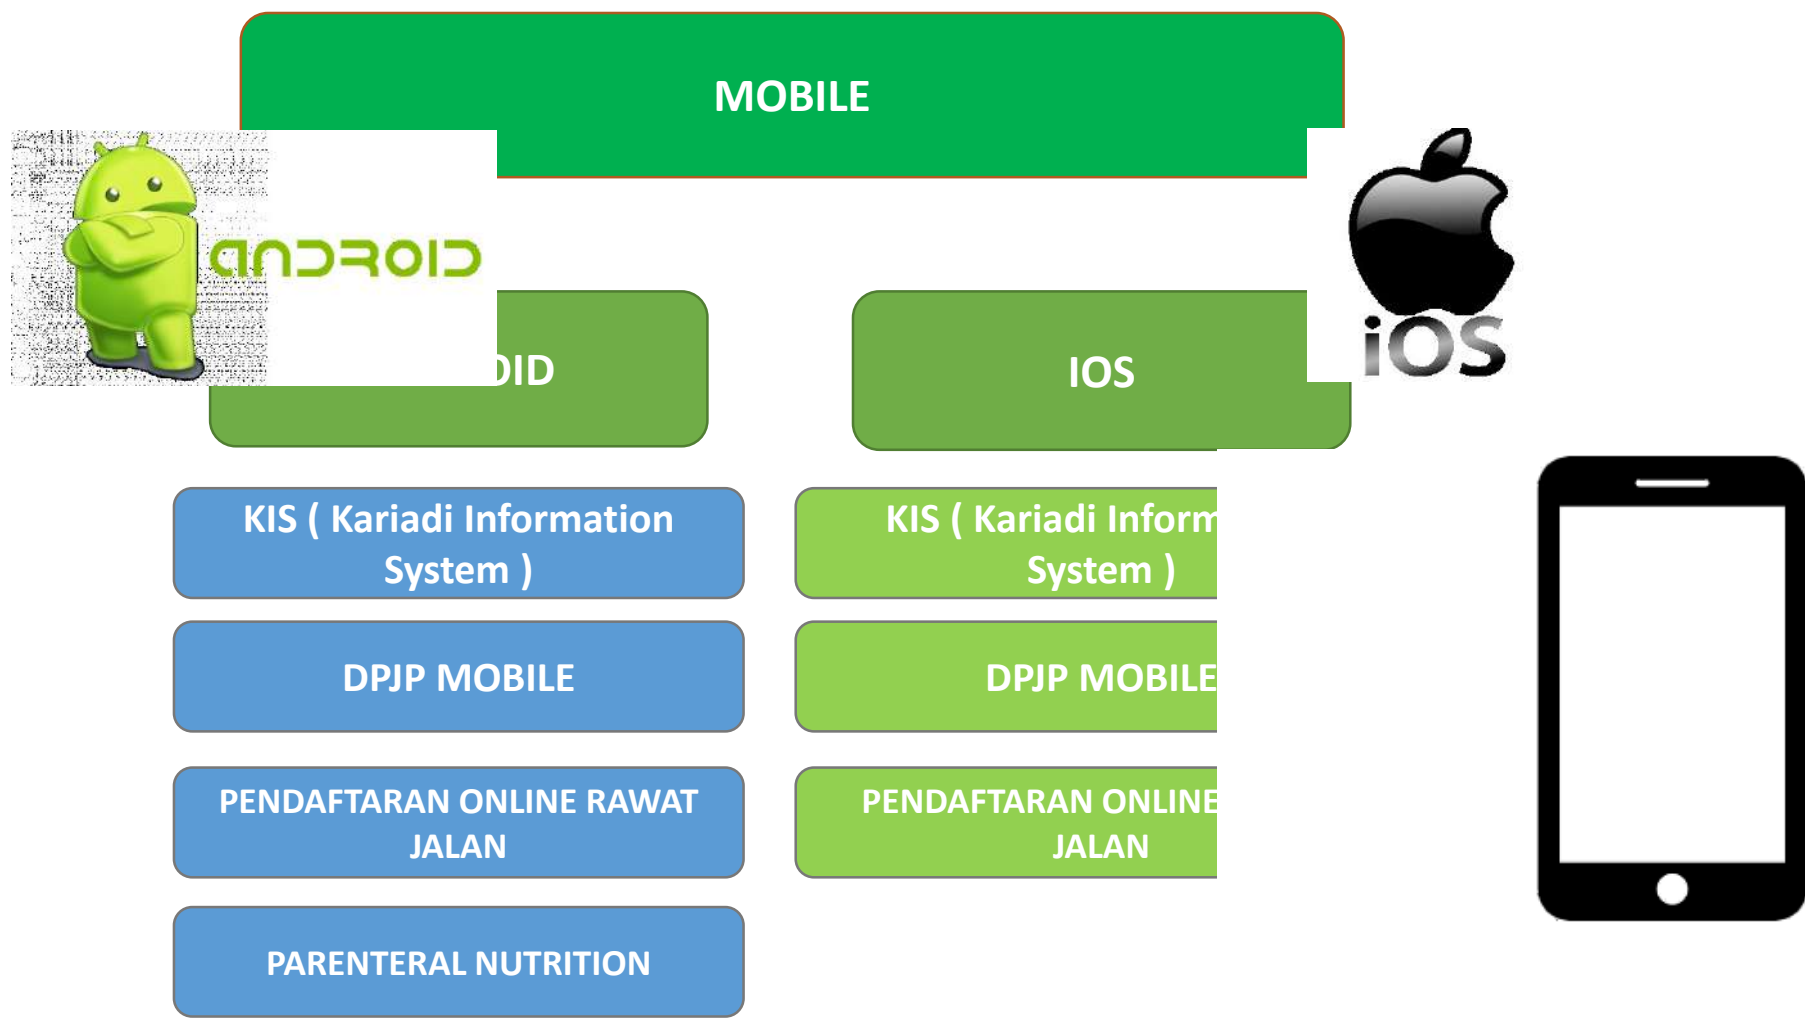 MOBILE
ANDROID
iOS
OID
IOS
KIS ( Kariadi Information
System )
KIS ( Kariadi Inform
System )
DPJP MOBILE
DPJP MOBILE
PENDAFTARAN ONLINE RAWAT
JALAN
PENDAFTARAN ONLINE
JALAN
PARENTERAL NUTRITION